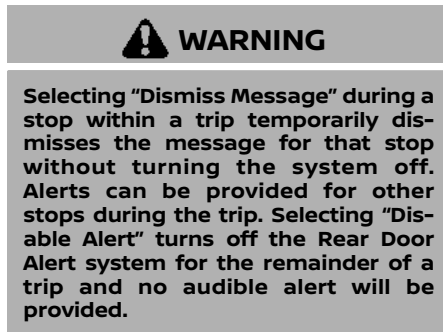 WARNING
Selecting “Dismiss Message” during a
stop within a trip temporarily dis-
misses the message for that stop
without turning the system off.
Alerts can be provided for other
stops during the trip. Selecting “Dis-
able Alert” turns off the Rear Door
Alert system for the remainder of a
trip and no audible alert will be
provided.